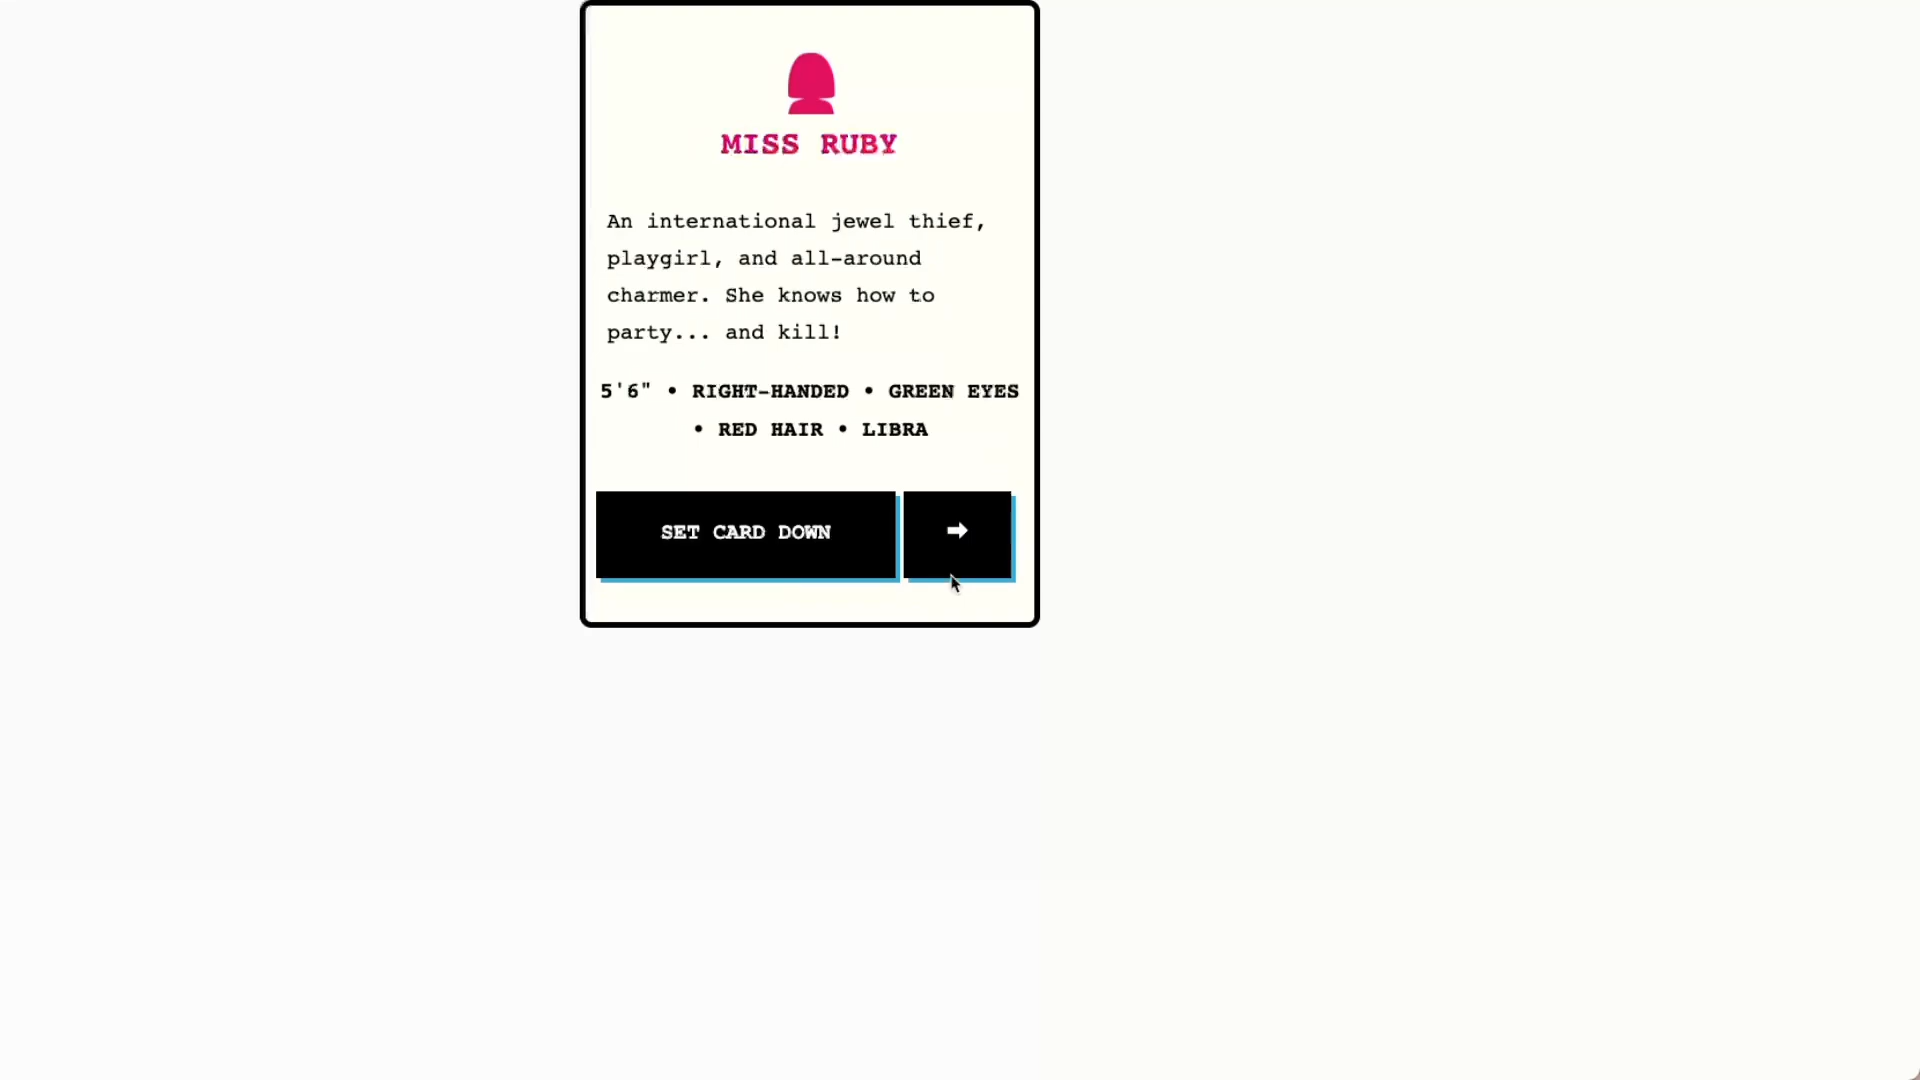 MISS RUBY
An international jewel thief,
playgirl, and all-around
charmer. She knows how to
party... and kill!
5'6" • RIGHT-HANDED • GREEN EYES
• RED HAIR • LIBRA
SET CARD DOWN ➡